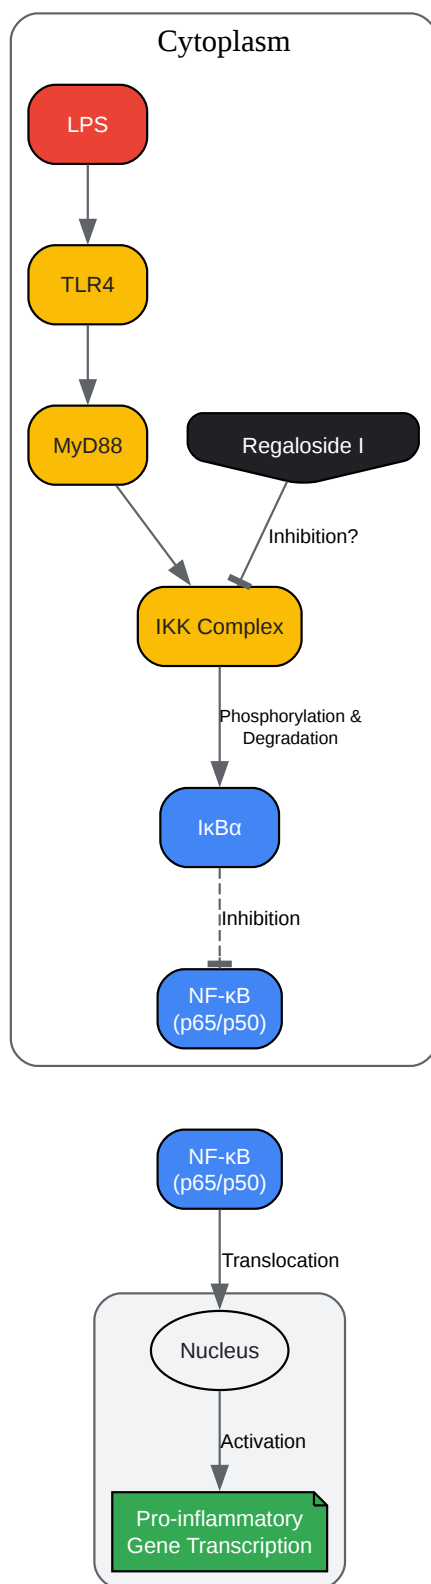 Cytoplasm
LPS
TLR4
MyD88
Regaloside I
Inhibition?
IKK Complex
Phosphorylation &
Degradation
IκBα
Inhibition
NF-κB
(p65/p50)
NF-κB
(p65/p50)
Translocation
Nucleus
Activation
Pro-inflammatory
Gene Transcription